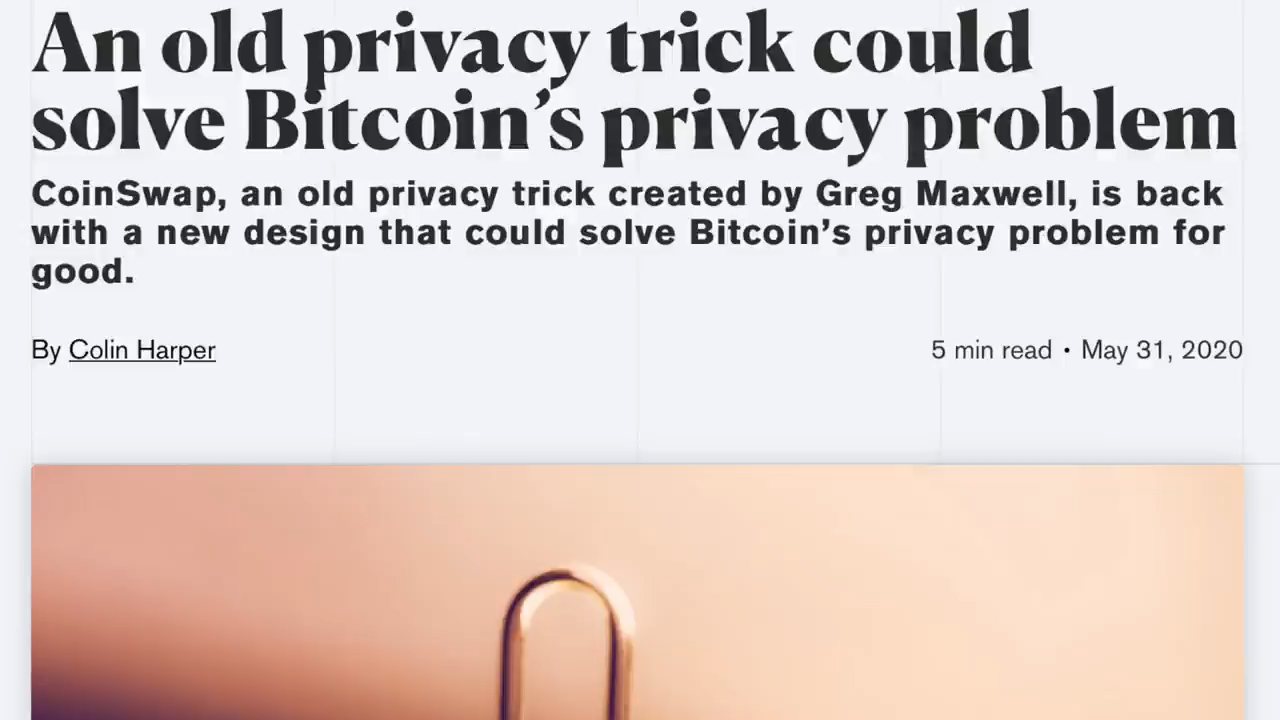 An old privacy trick could
solve Bitcoin’s privacy problem
CoinSwap, an old privacy trick created by Greg Maxwell, is back
with a new design that could solve Bitcoin’s privacy problem for
good.
By Colin Harper
5 min read • May 31, 2020